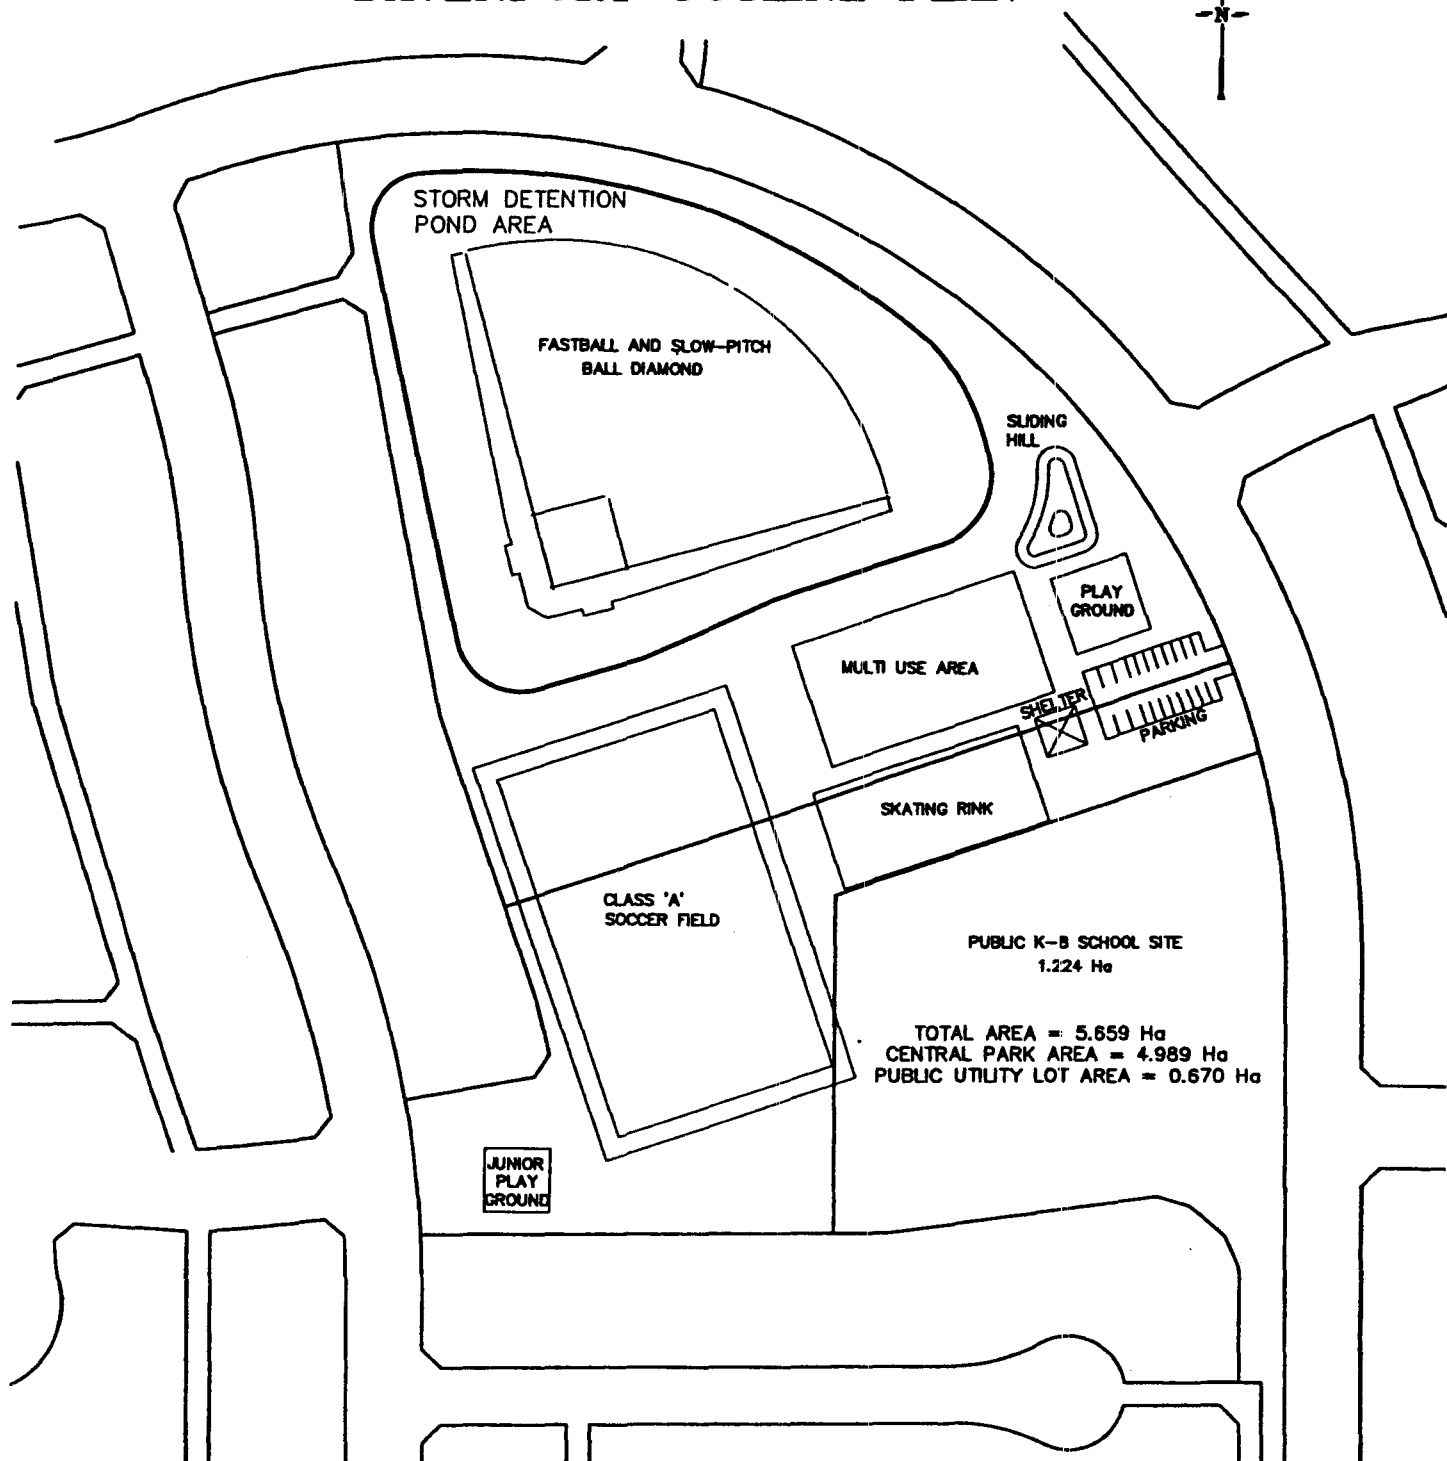 N
STORM DETENTION
POND AREA
FASTBALL AND SLOW-PITCH
BALL DIAMOND
SLIDING
HILL
PLAY
GROUND
MULTI USE AREA
SHELTER
PARKING
SKATING RINK
CLASS 'A'
SOCCER FIELD
PUBLIC K-8 SCHOOL SITE
1.224 Ha
TOTAL AREA = 5.659 Ha
CENTRAL PARK AREA = 4.989 Ha
PUBLIC UTILITY LOT AREA = 0.670 Ha
JUNIOR
PLAY
GROUND